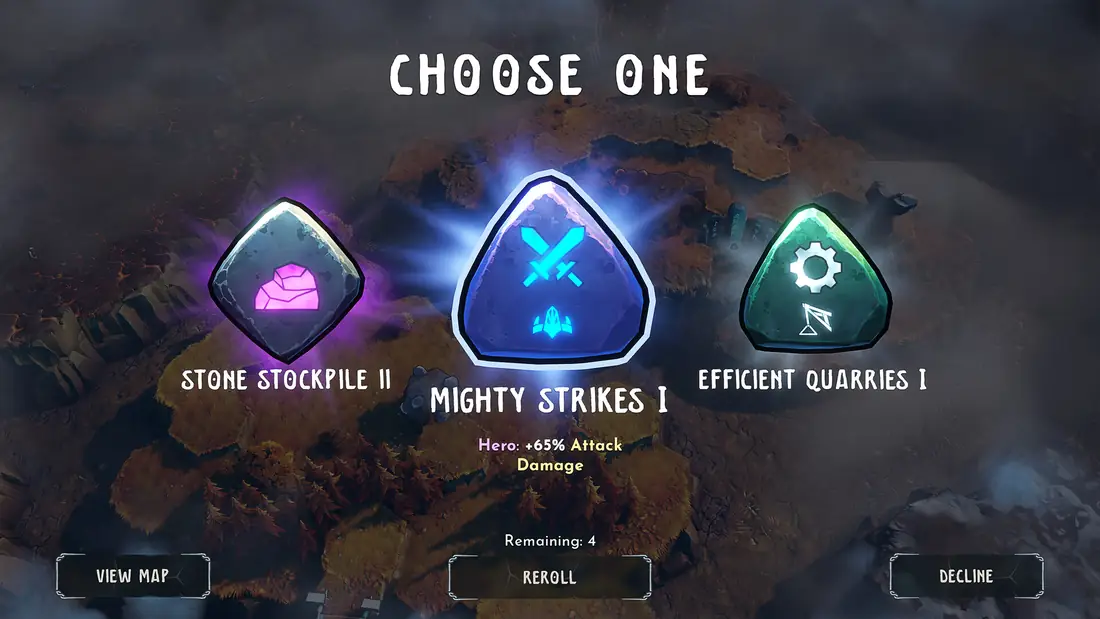 CHOOSE ONE
STONE STOCKPILE II
MIGHTY STRIKES I
EFFICIENT QUARRIES I
Hero: +65% Attack
Damage
Remaining: 4
VIEW MAP
REROLL
DECLINE